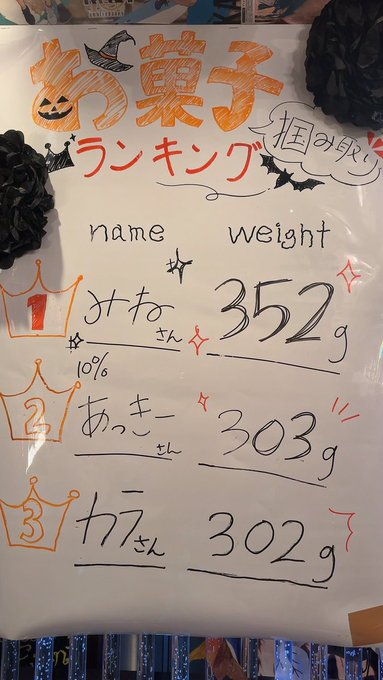 お菓子
ランキング
掴み取り
name weight
1 みねさん 352g
10%
2 あっきーさん 303g
3 カラさん 302g